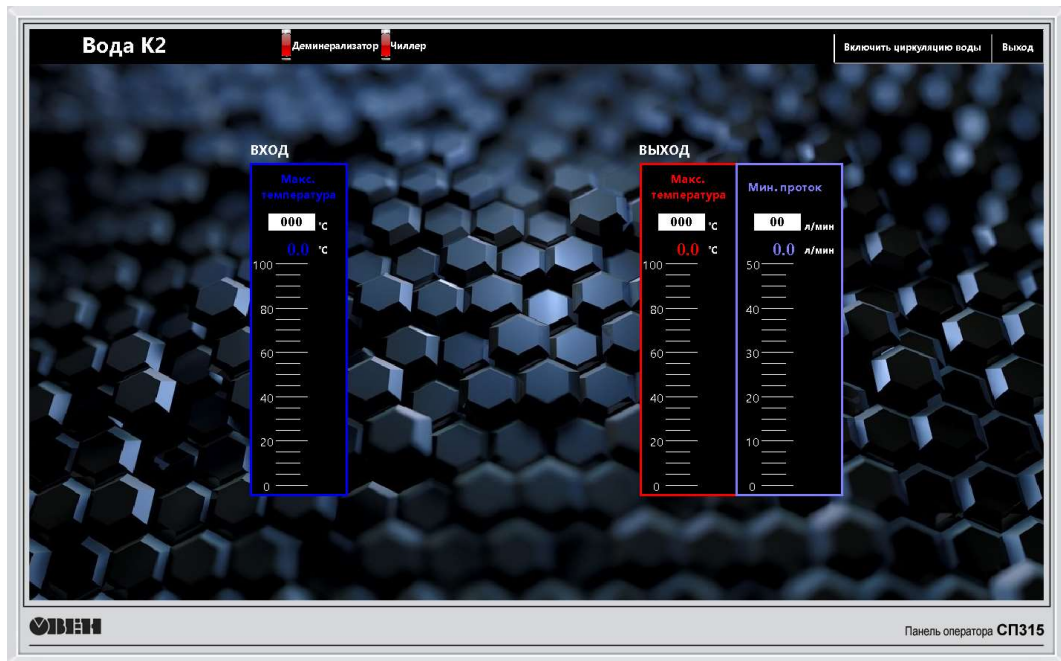 Вода К2
Деминерализатор
Чиллер
Включить циркуляцию воды
Выход
ВХОД
Макс.
температура
000 °C
0.0 °C
100
80
60
40
20
0
ВЫХОД
Макс.
температура
000 °C
0.0 °C
100
80
60
40
20
0
Мин. проток
00 л/мин
0.0 л/мин
50
40
30
20
10
0
ОВЕН
Панель оператора СП315